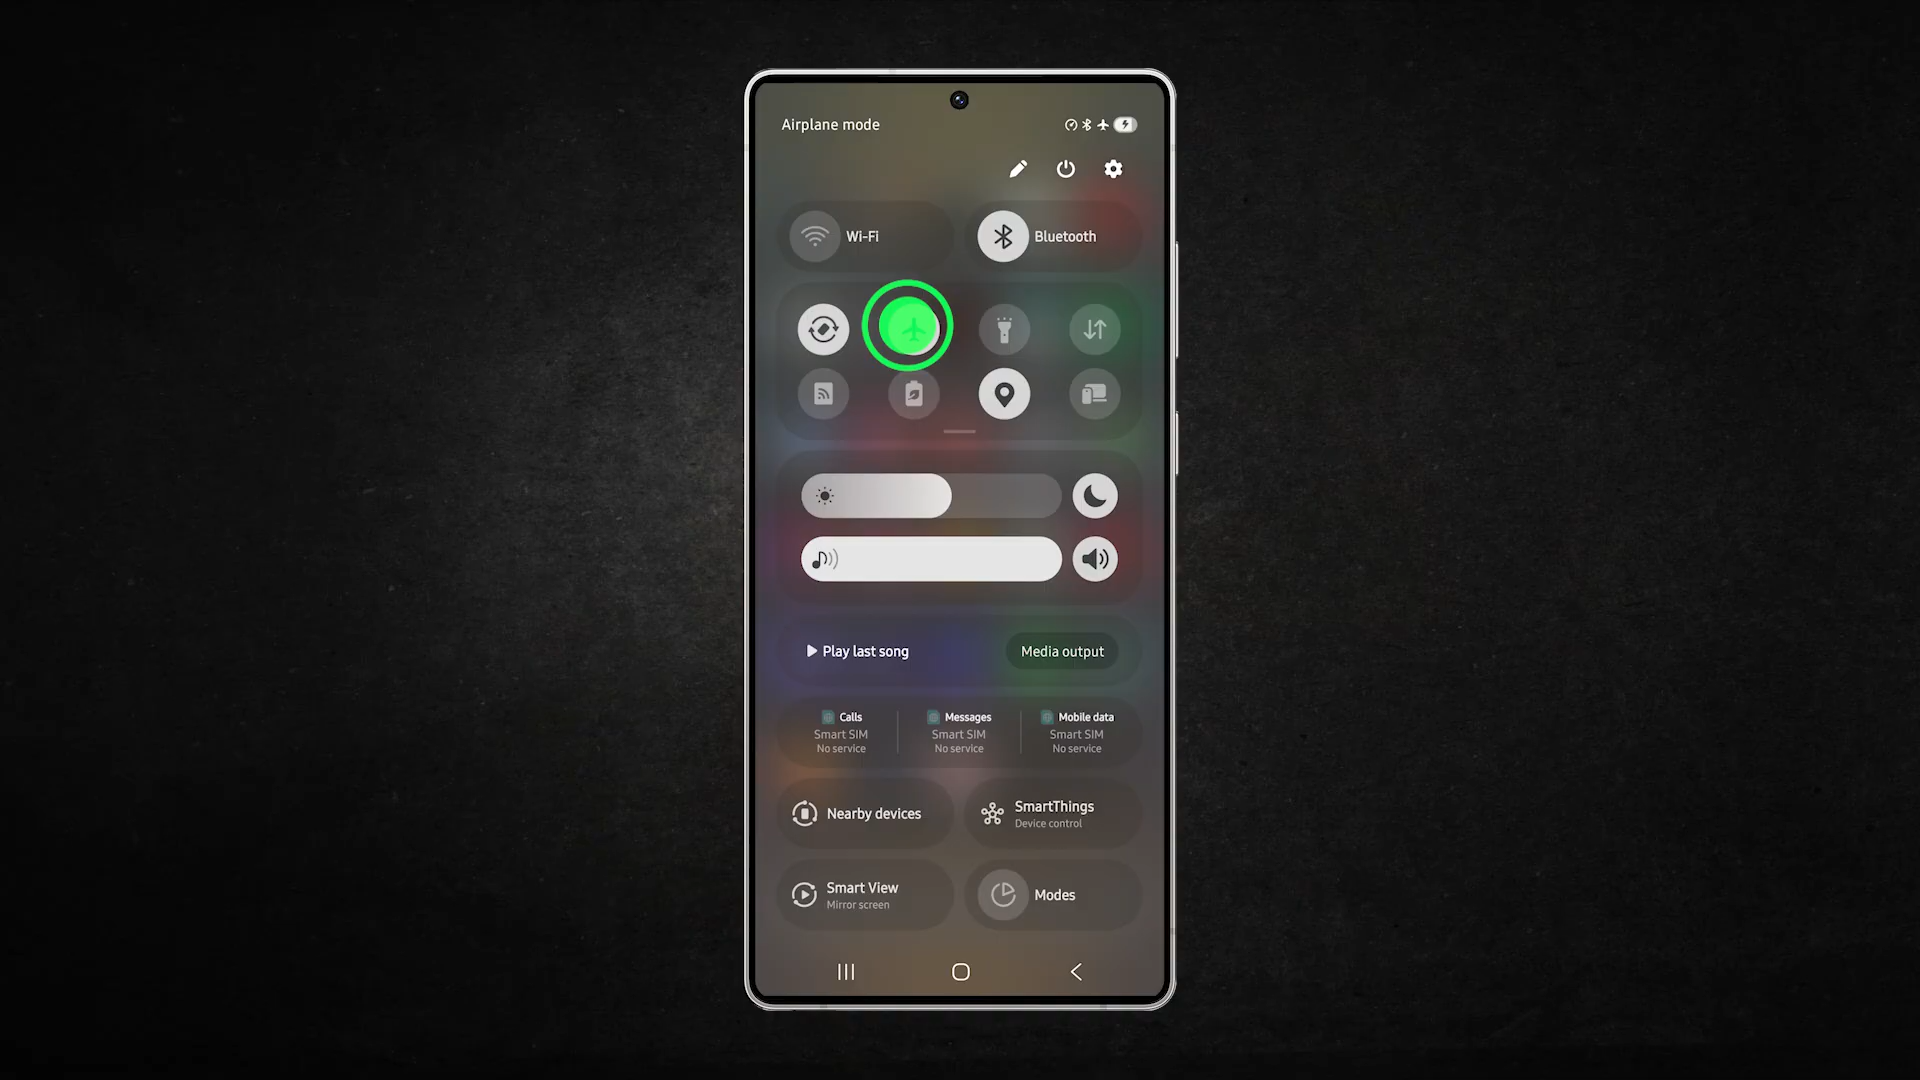 Airplane mode
Wi-Fi
Bluetooth
Play last song
Media output
Calls
Smart SIM
No service
Messages
Smart SIM
No service
Mobile data
Smart SIM
No service
Nearby devices
SmartThings
Device control
Smart View
Mirror screen
Modes